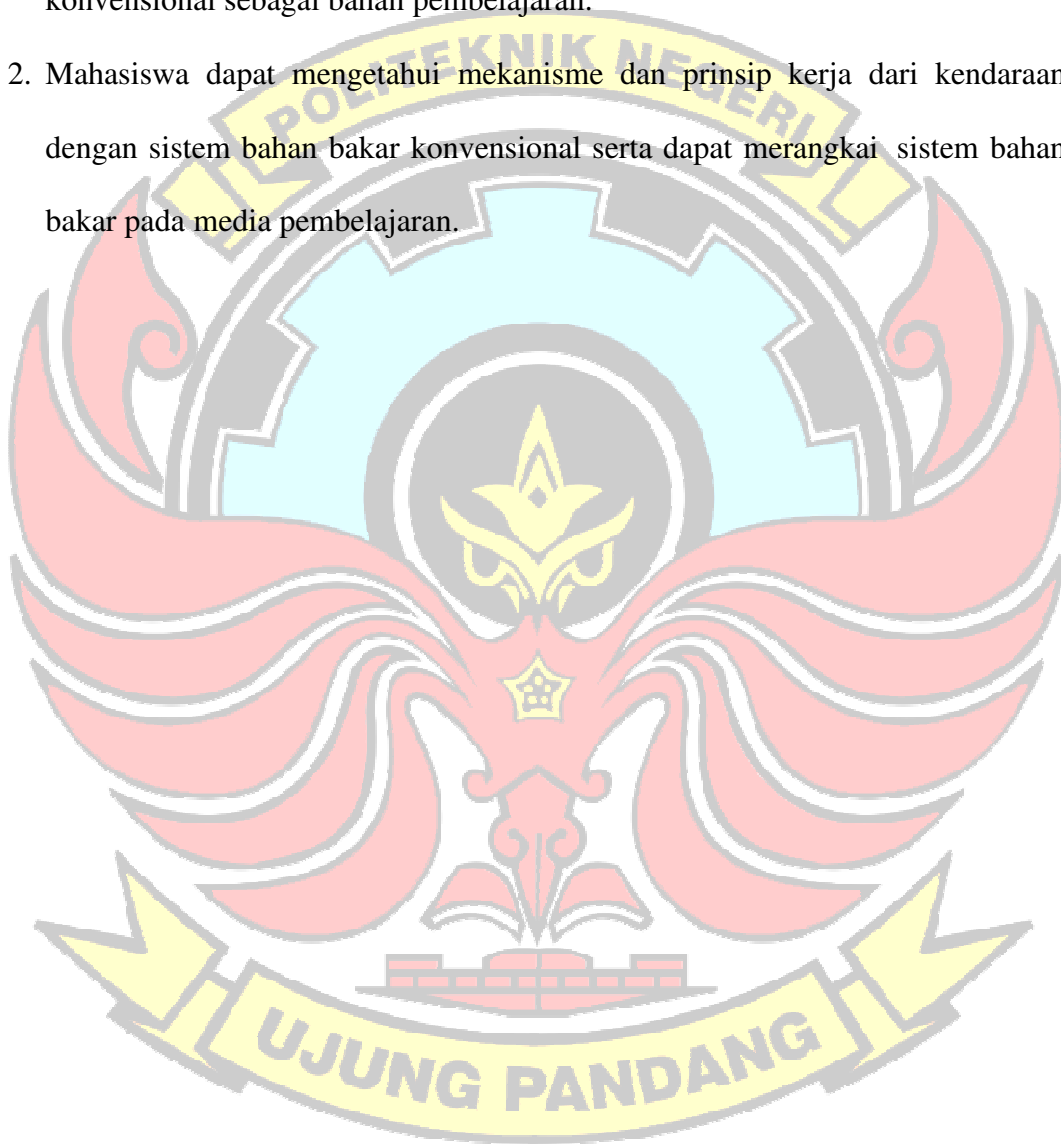 konvensional sebagai bahan pembelajaran.
2. Mahasiswa dapat mengetahui mekanisme dan prinsip kerja dari kendaraan
dengan sistem bahan bakar konvensional serta dapat merangkai sistem bahan
bakar pada media pembelajaran.
POLITEKNIK NEGERI
UJUNG PANDANG